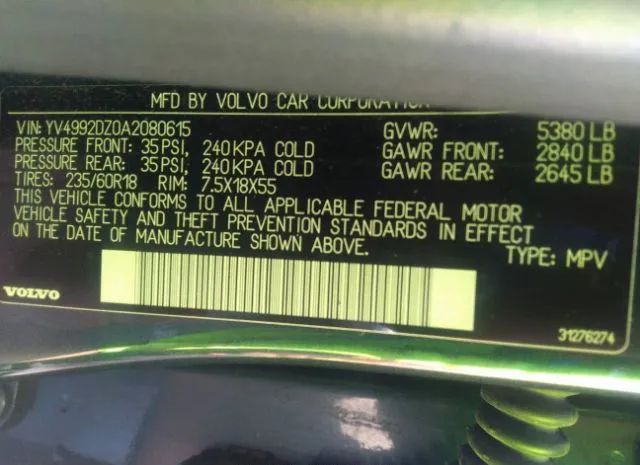 MFD BY VOLVO CAR CORPORATION
VIN: YV4992DZ0A2080615 GVWR: 5380 LB
PRESSURE FRONT: 35 PSI, 240 KPA COLD GAWR FRONT: 2840 LB
PRESSURE REAR: 35 PSI, 240 KPA COLD GAWR REAR: 2645 LB
TIRES: 235/60R18 RIM: 7.5X18X55
THIS VEHICLE CONFORMS TO ALL APPLICABLE FEDERAL MOTOR
VEHICLE SAFETY AND THEFT PREVENTION STANDARDS IN EFFECT
ON THE DATE OF MANUFACTURE SHOWN ABOVE.
TYPE: MPV
VOLVO
31276274